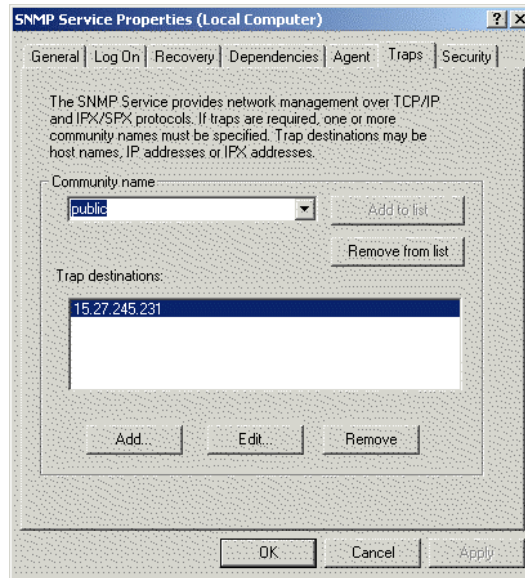 SNMP Service Properties (Local Computer)
General Log On Recovery Dependencies Agent Traps Security
The SNMP Service provides network management over TCP/IP
and IPX/SPX protocols. If traps are required, one or more
community names must be specified. Trap destinations may be
host names, IP addresses or IPX addresses.
Community name
public
Add to list
Remove from list
Trap destinations:
15.27.245.231
Add... Edit... Remove
OK Cancel Apply